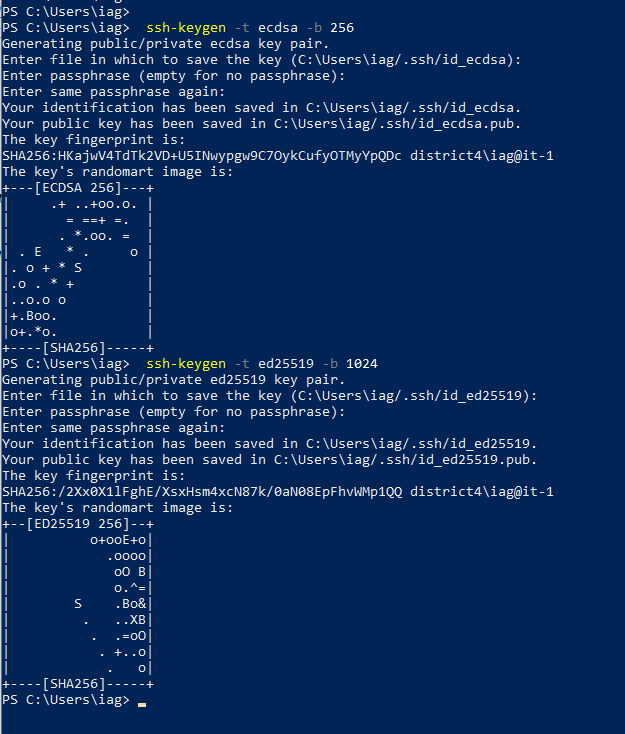 PS C:\Users\iag>
PS C:\Users\iag>  ssh-keygen -t ecdsa -b 256
Generating public/private ecdsa key pair.
Enter file in which to save the key (C:\Users\iag/.ssh/id_ecdsa):
Enter passphrase (empty for no passphrase):
Enter same passphrase again:
Your identification has been saved in C:\Users\iag/.ssh/id_ecdsa.
Your public key has been saved in C:\Users\iag/.ssh/id_ecdsa.pub.
The key fingerprint is:
SHA256:HKajwV4TdTk2VD+U5INwypgw9C7OykCufyOTMyYpQDc district4\iag@it-1
The key's randomart image is:
+---[ECDSA 256]---+
|     .+ ..+oo.o. |
|       = ==+ =.  |
|      . *.oo. =  |
| . E   * .     o |
|. o + * S        |
|.o . * +         |
|..o.o o          |
|+.Boo.           |
|o+.*o.           |
+----[SHA256]-----+
PS C:\Users\iag>  ssh-keygen -t ed25519 -b 1024
Generating public/private ed25519 key pair.
Enter file in which to save the key (C:\Users\iag/.ssh/id_ed25519):
Enter passphrase (empty for no passphrase):
Enter same passphrase again:
Your identification has been saved in C:\Users\iag/.ssh/id_ed25519.
Your public key has been saved in C:\Users\iag/.ssh/id_ed25519.pub.
The key fingerprint is:
SHA256:/2Xx0X1lFghE/XsxHsm4xcN87k/0aN08EpFhvWMp1QQ district4\iag@it-1
The key's randomart image is:
+--[ED25519 256]--+
|          o+ooE+o|
|            .oooo|
|             oO B|
|             o.^=|
|        S    .Bo&|
|         .   ..XB|
|          .  .=oO|
|           . +..o|
|            .   o|
+----[SHA256]-----+
PS C:\Users\iag>